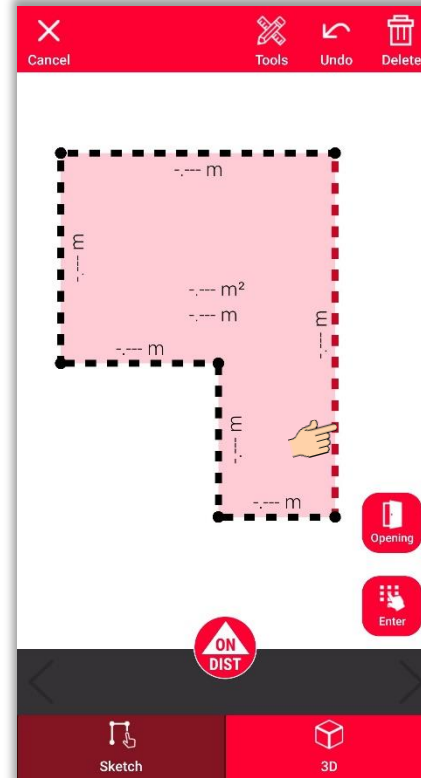 Cancel
Tools
Undo
Delete
-.--- m
-.--- m
-.--- m²
-.--- m
-.--- m
-.--- m
-.--- m
-.--- m
Opening
Enter
ON
DIST
Sketch
3D